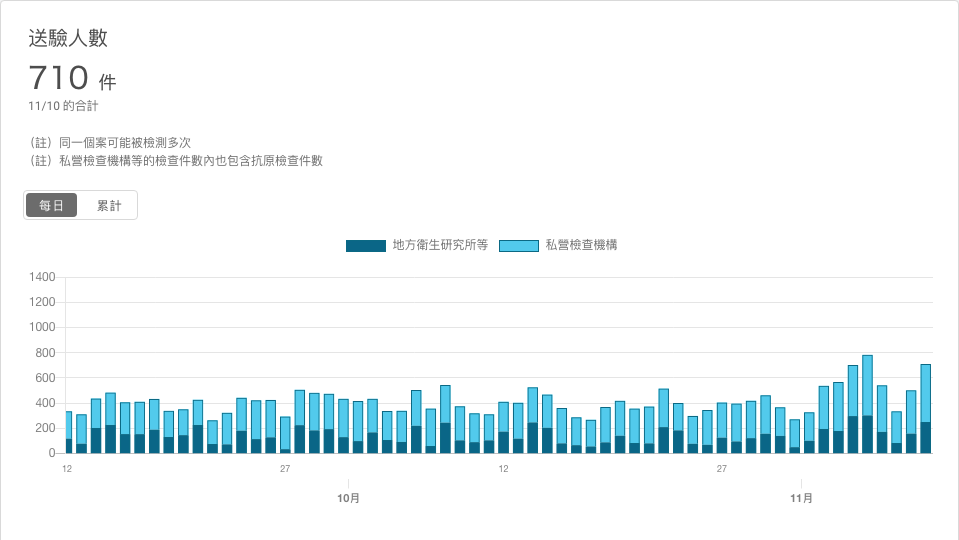 送驗人數
710 件
11/10 的合計
（註）同一個案可能被檢測多次
（註）私營檢查機構等的檢查件數內也包含抗原檢查件數
每日 累計
地方衛生研究所等 私營檢查機構
1400
1200
1000
800
600
400
200
0
12 27 12 27
10月 11月